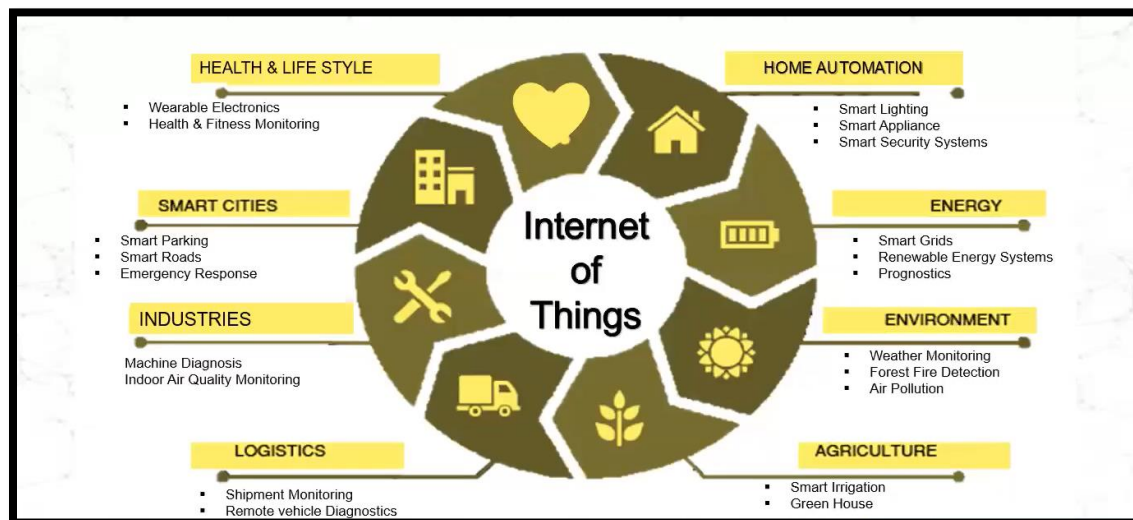 HEALTH & LIFE STYLE
Wearable Electronics
Health & Fitness Monitoring
HOME AUTOMATION
Smart Lighting
Smart Appliance
Smart Security Systems
SMART CITIES
Smart Parking
Smart Roads
Emergency Response
Internet
of
Things
ENERGY
Smart Grids
Renewable Energy Systems
Prognostics
INDUSTRIES
Machine Diagnosis
Indoor Air Quality Monitoring
ENVIRONMENT
Weather Monitoring
Forest Fire Detection
Air Pollution
LOGISTICS
Shipment Monitoring
Remote vehicle Diagnostics
AGRICULTURE
Smart Irrigation
Green House